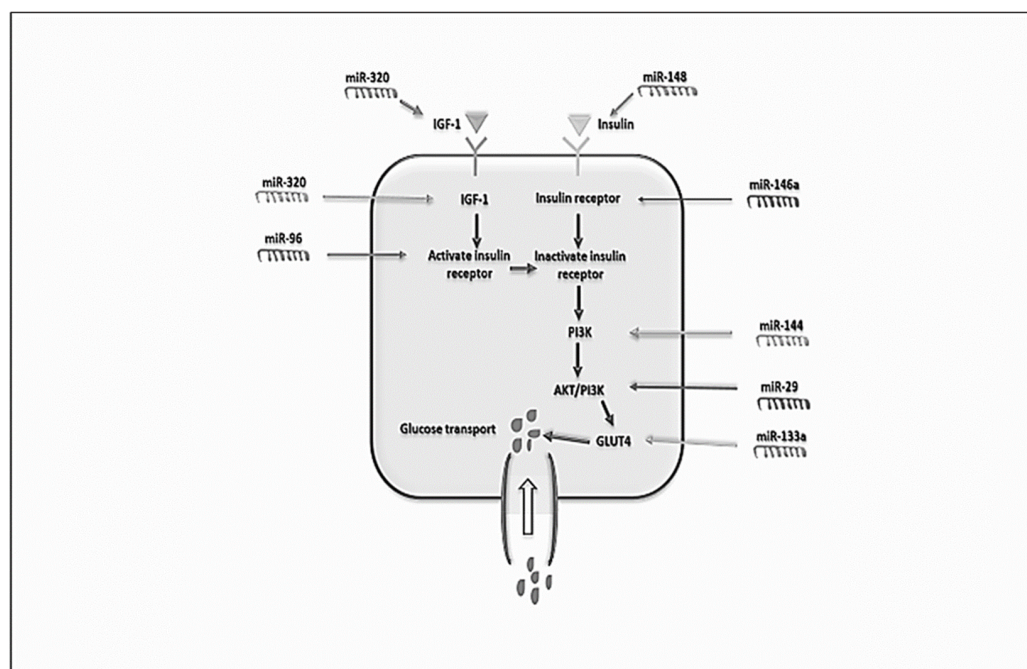 miR-320
miR-148
IGF-1
Insulin
miR-320
IGF-1
Insulin receptor
miR-146a
miR-96
Activate insulin
receptor
Inactivate insulin
receptor
PI3K
miR-144
AKT/PI3K
miR-29
Glucose transport
GLUT4
miR-133a